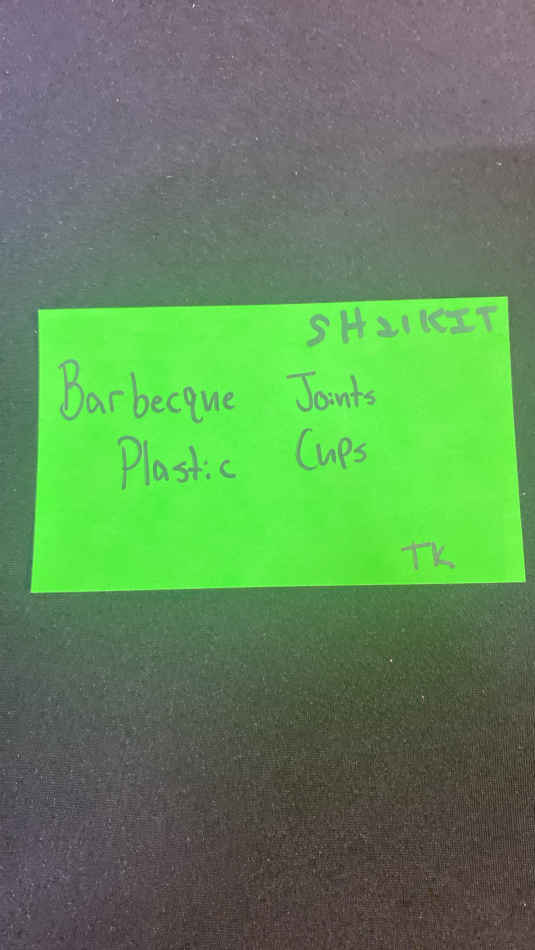 SH21KIT
Barbecque Joints
Plastic Cups
TK